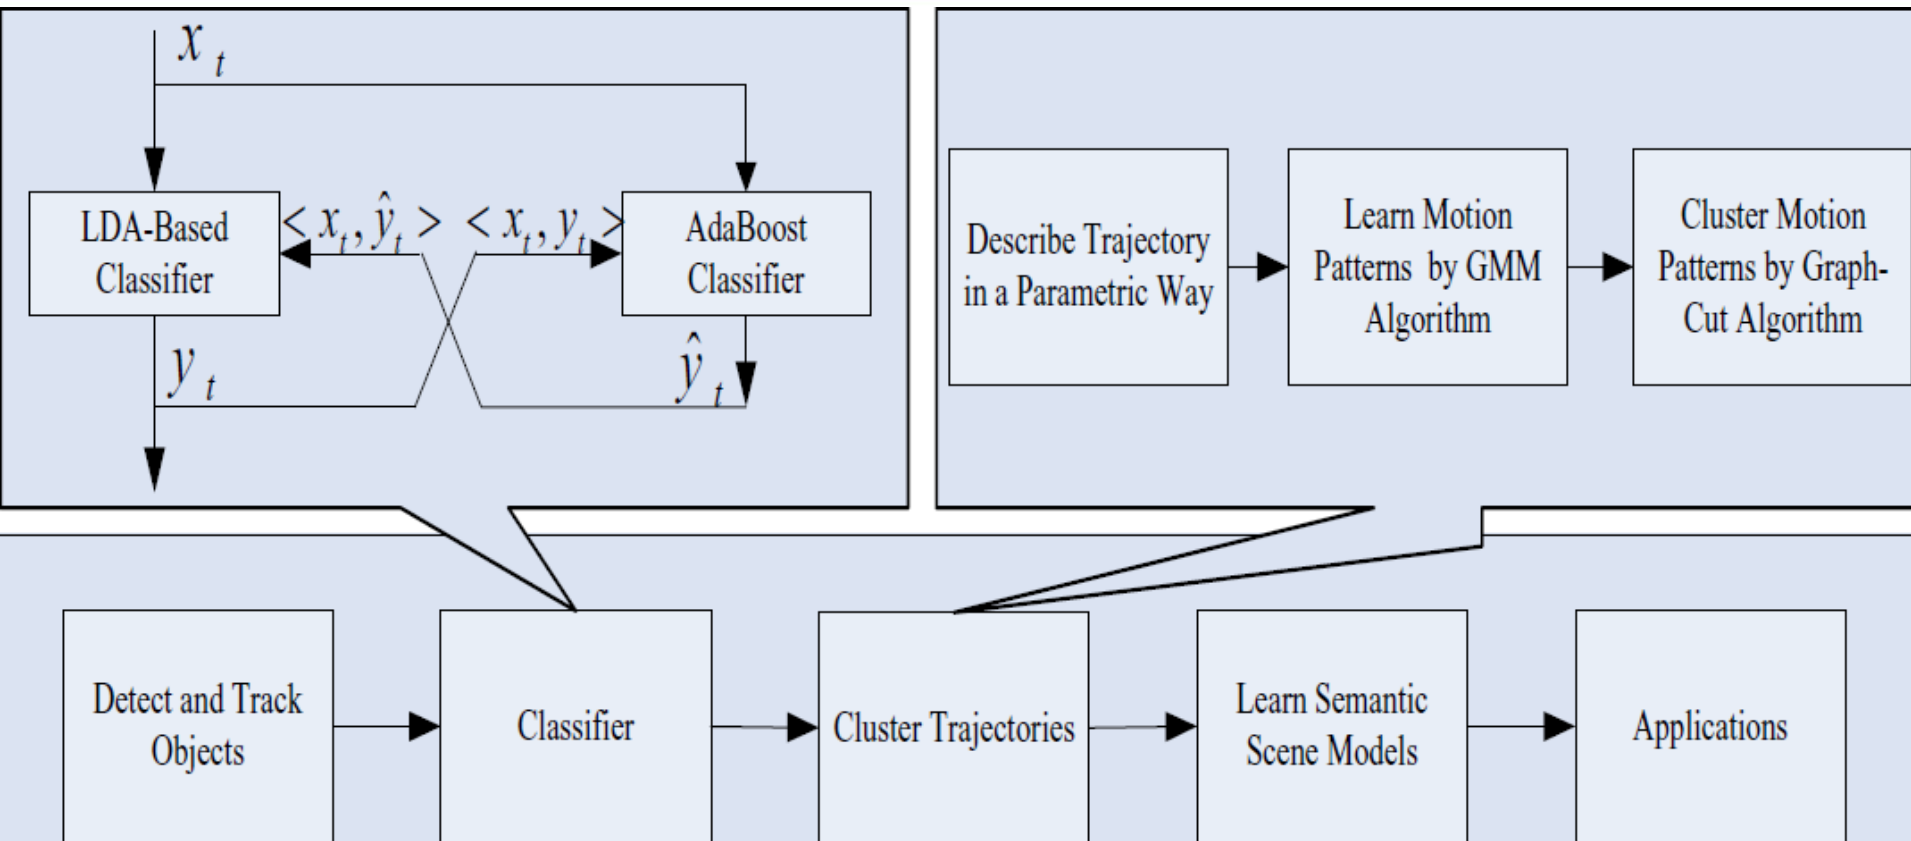 x_t
LDA-Based
Classifier
< x_t, ŷ_t >
< x_t, y_t >
AdaBoost
Classifier
y_t
ŷ_t
Describe Trajectory
in a Parametric Way
Learn Motion
Patterns by GMM
Algorithm
Cluster Motion
Patterns by Graph-
Cut Algorithm
Detect and Track
Objects
Classifier
Cluster Trajectories
Learn Semantic
Scene Models
Applications